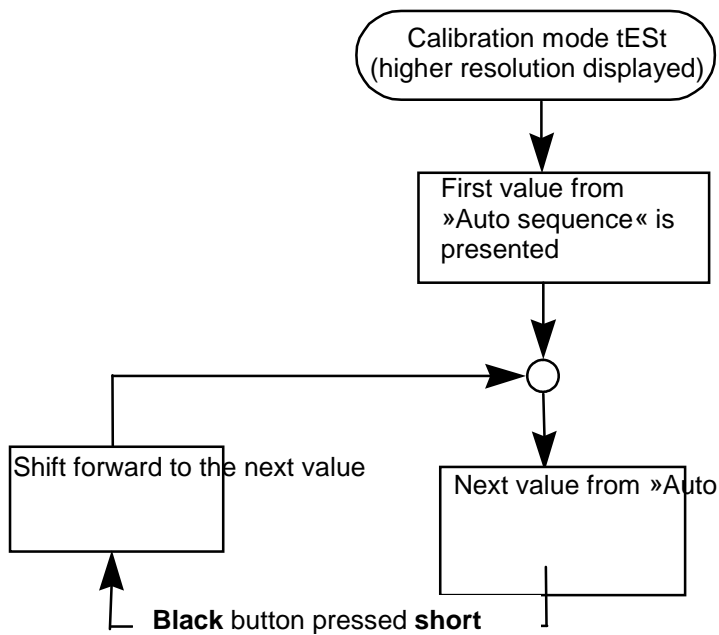 Calibration mode tESt
(higher resolution displayed)
First value from
»Auto sequence« is
presented
Shift forward to the next value
Next value from »Auto
Black button pressed short